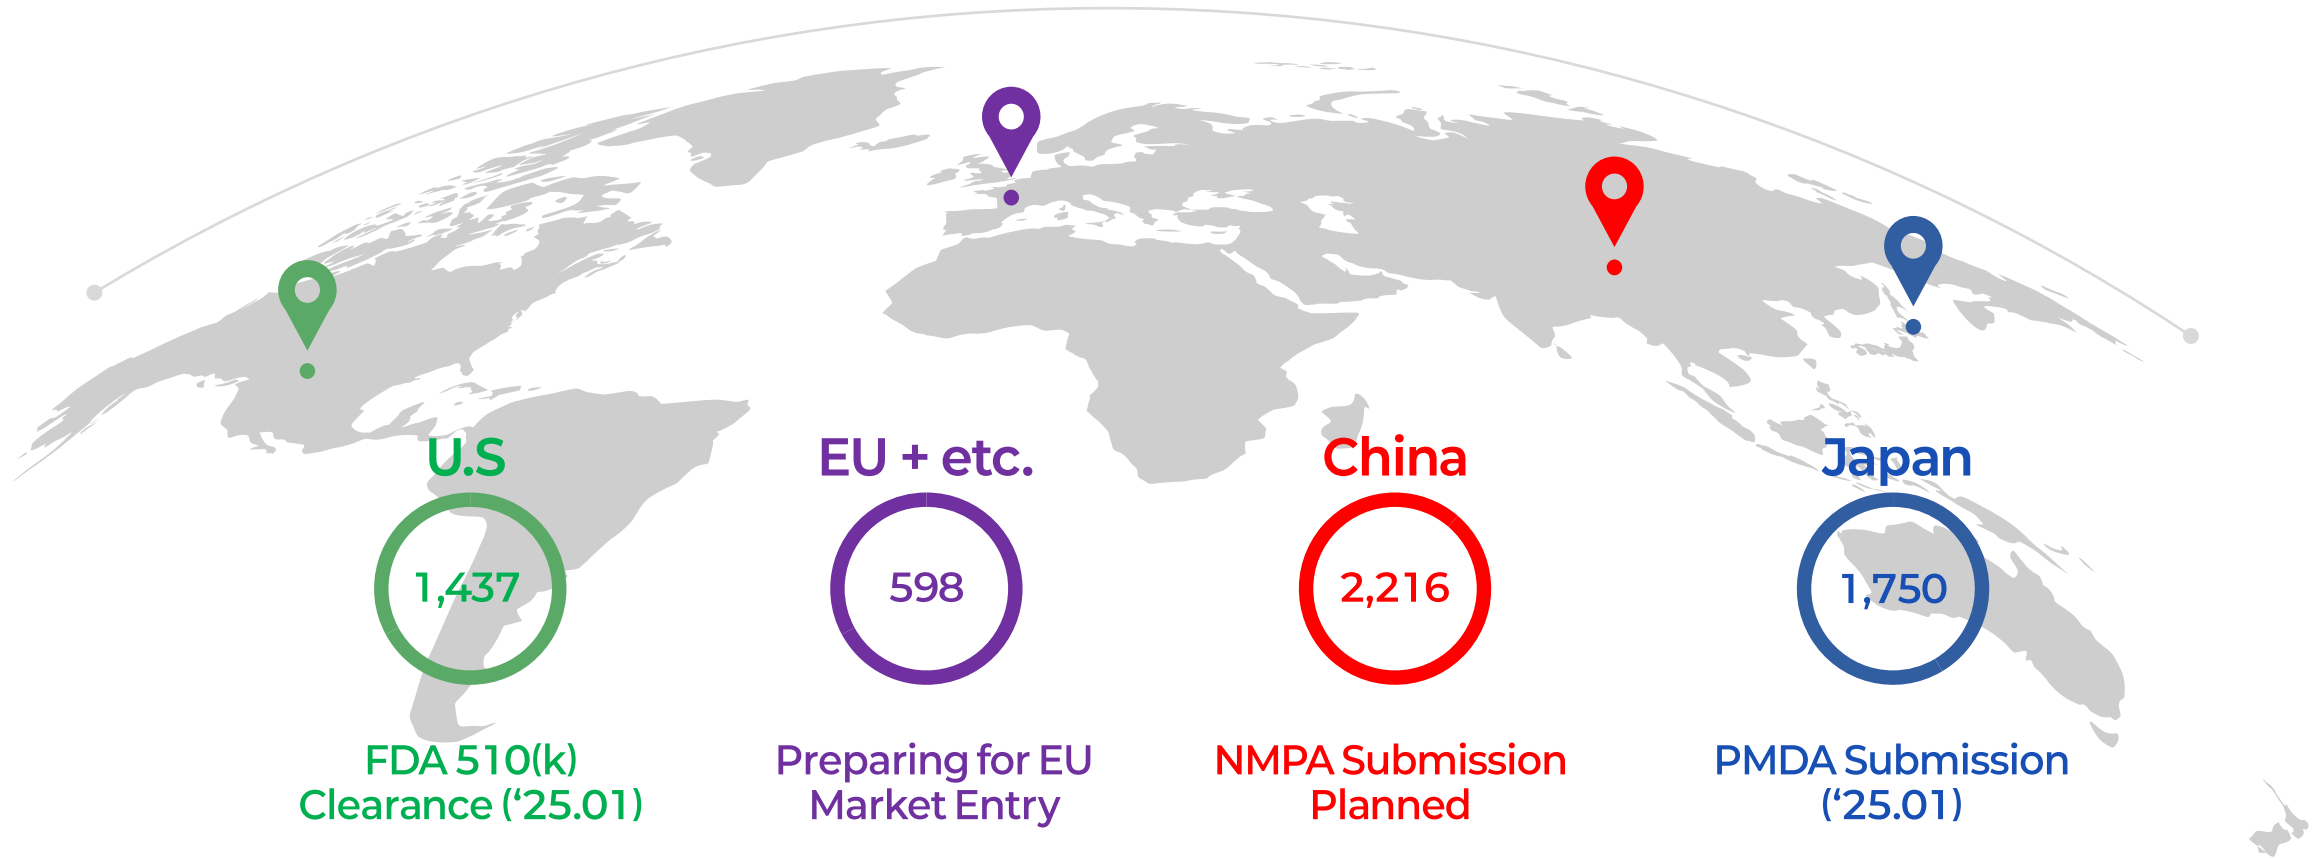 U.S
1,437
FDA 510(k)
Clearance (‘25.01)
EU + etc.
598
Preparing for EU
Market Entry
China
2,216
NMPA Submission
Planned
Japan
1,750
PMDA Submission
(‘25.01)